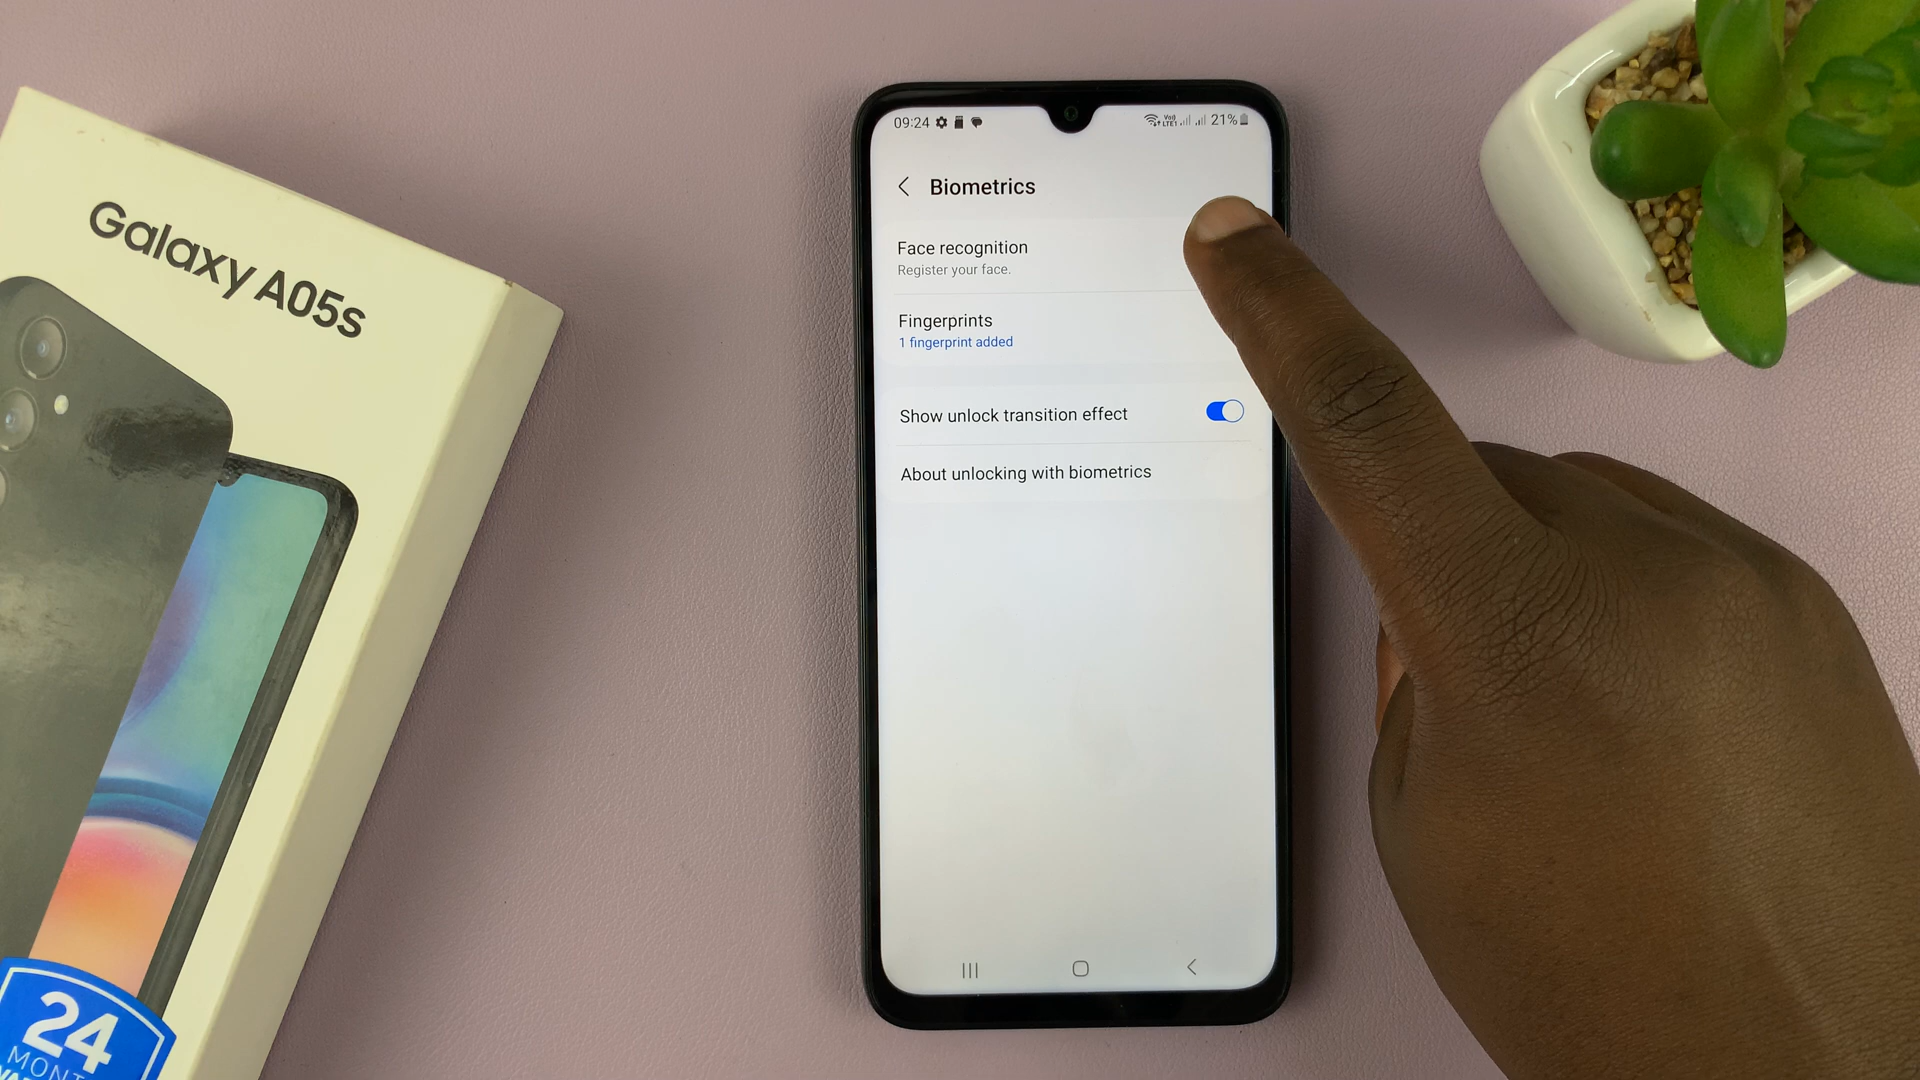 Galaxy A05s
24
MONT
09:24
21%
Biometrics
Face recognition
Register your face.
Fingerprints
1 fingerprint added
Show unlock transition effect
About unlocking with biometrics